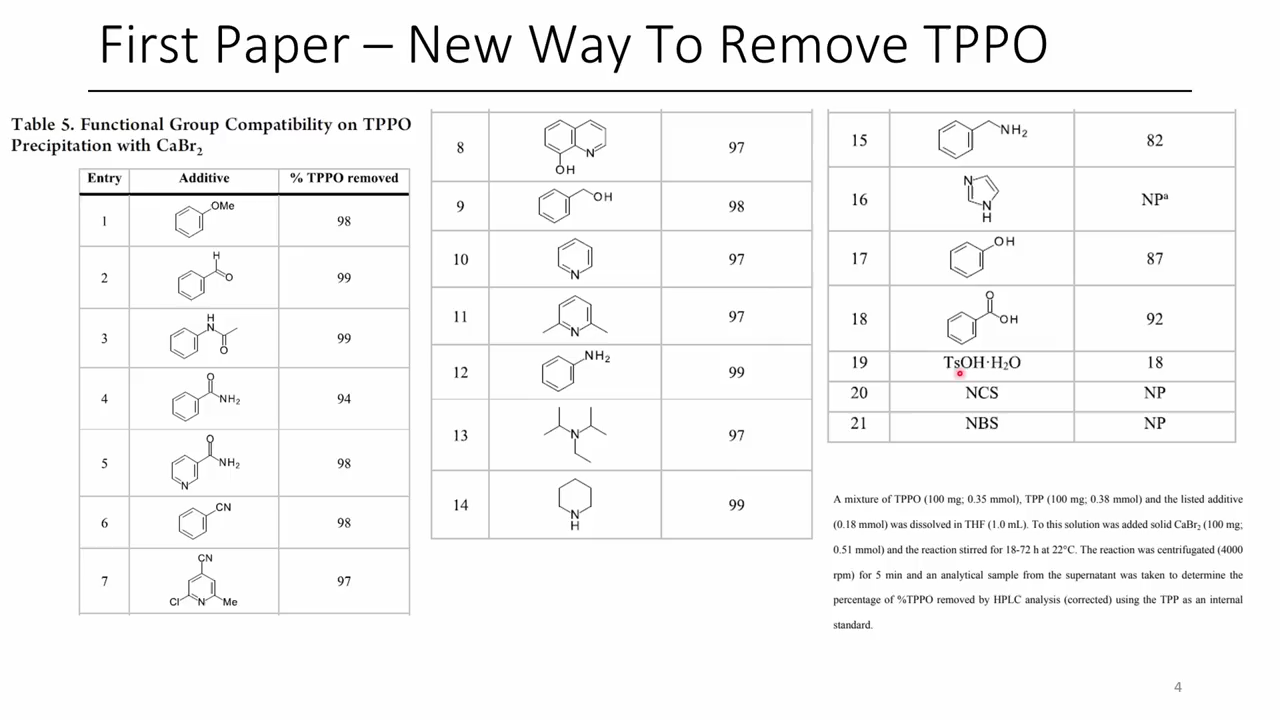 First Paper – New Way To Remove TPPO
Table 5. Functional Group Compatibility on TPPO
Precipitation with CaBr₂
Entry Additive % TPPO removed
1 OMe 98
2 H O 99
3 H N O 99
4 O NH₂ 94
5 O NH₂ N 98
6 CN 98
7 CN Cl N Me 97
8 N OH 97
9 OH 98
10 N 97
11 N 97
12 NH₂ 99
13 N 97
14 N H 99
15 NH₂ 82
16 N N H NPᵃ
17 OH 87
18 O OH 92
19 TsOH·H₂O 18
20 NCS NP
21 NBS NP
A mixture of TPPO (100 mg; 0.35 mmol), TPP (100 mg; 0.38 mmol) and the listed additive
(0.18 mmol) was dissolved in THF (1.0 mL). To this solution was added solid CaBr₂ (100 mg;
0.51 mmol) and the reaction stirred for 18-72 h at 22°C. The reaction was centrifugated (4000
rpm) for 5 min and an analytical sample from the supernatant was taken to determine the
percentage of %TPPO removed by HPLC analysis (corrected) using the TPP as an internal
standard.
4